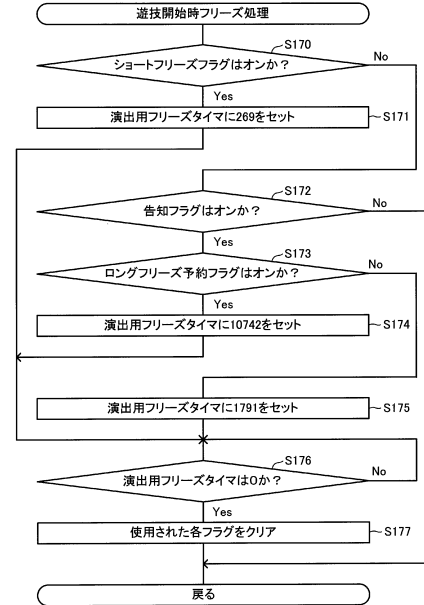 遊技開始時フリーズ処理
S170
ショートフリーズフラグはオンか?
No
Yes
演出用フリーズタイマに269をセット
S171
S172
告知フラグはオンか?
No
Yes
S173
ロングフリーズ予約フラグはオンか?
No
Yes
演出用フリーズタイマに10742をセット
S174
演出用フリーズタイマに1791をセット
S175
S176
演出用フリーズタイマは0か?
No
Yes
使用された各フラグをクリア
S177
戻る